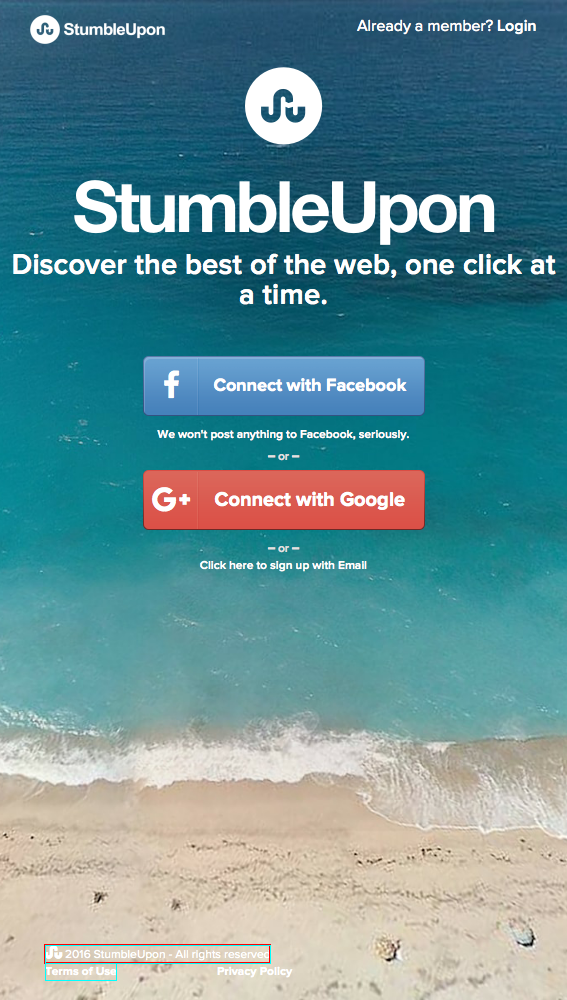 StumbleUpon
Already a member? Login
StumbleUpon
Discover the best of the web, one click at
a time.
Connect with Facebook
We won't post anything to Facebook, seriously.
– or –
G+ Connect with Google
– or –
Click here to sign up with Email
2016 StumbleUpon - All rights reserved
Terms of Use Privacy Policy